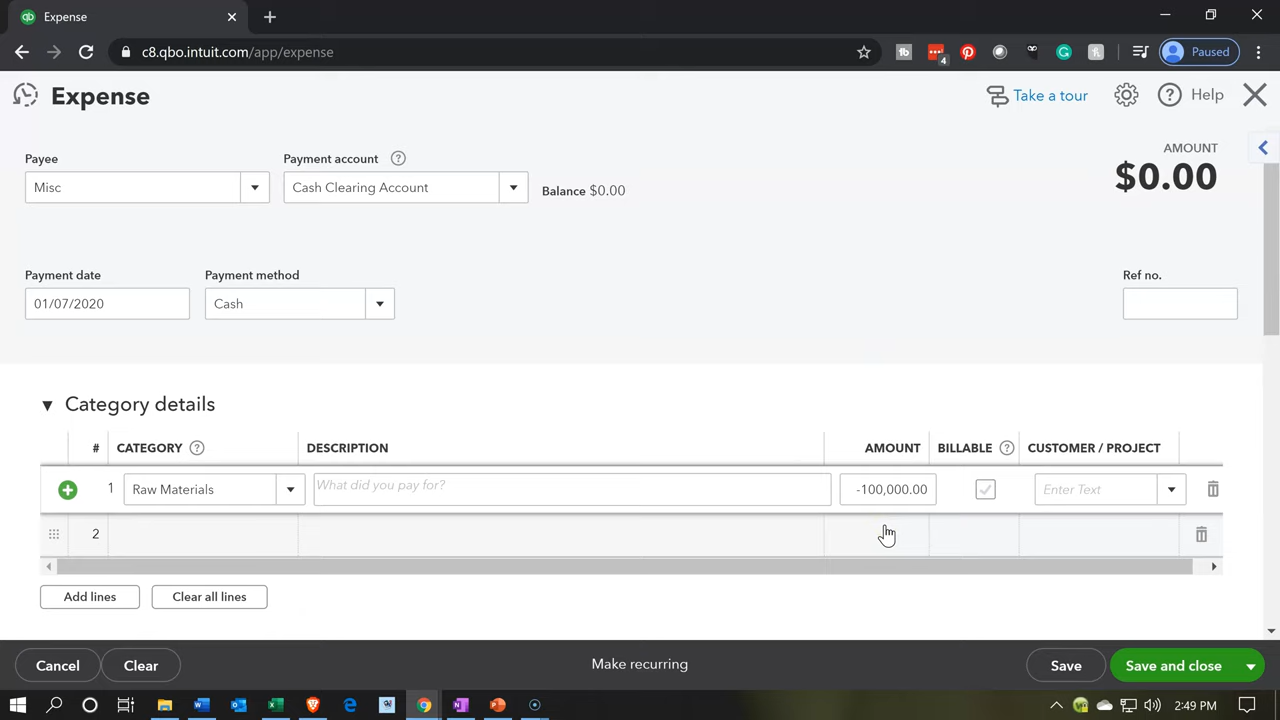 Expense
c8.qbo.intuit.com/app/expense
4
Paused
Expense
Take a tour
Help
Payee
Payment account
AMOUNT
Misc
Cash Clearing Account
Balance $0.00
$0.00
Payment date
Payment method
Ref no.
01/07/2020
Cash
Category details
# CATEGORY DESCRIPTION AMOUNT BILLABLE CUSTOMER / PROJECT
1 Raw Materials What did you pay for? -100,000.00 Enter Text
2
Add lines
Clear all lines
Cancel
Clear
Make recurring
Save
Save and close
2:49 PM